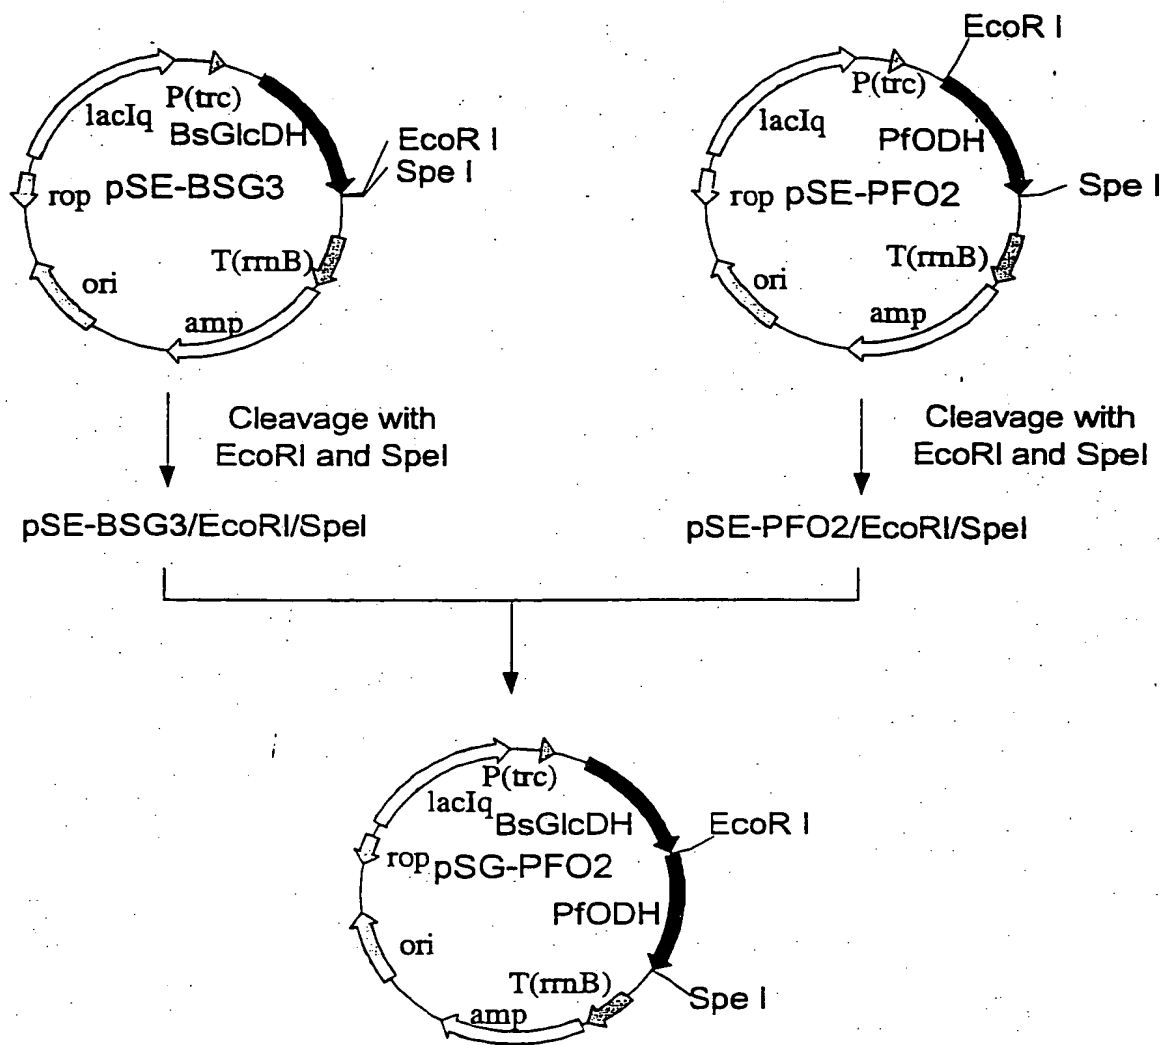 EcoR I
P(trc)
lacIq
BsGlcDH
EcoR I
Spe I
rop pSE-BSG3
T(rrnB)
ori
amp
P(trc)
lacIq
PfODH
Spe I
rop pSE-PFO2
T(rrnB)
ori
amp
Cleavage with
EcoRI and SpeI
Cleavage with
EcoRI and SpeI
pSE-BSG3/EcoRI/SpeI
pSE-PFO2/EcoRI/SpeI
P(trc)
lacIq
BsGlcDH
EcoR I
rop pSG-PFO2
PfODH
ori
T(rrnB)
Spe I
amp